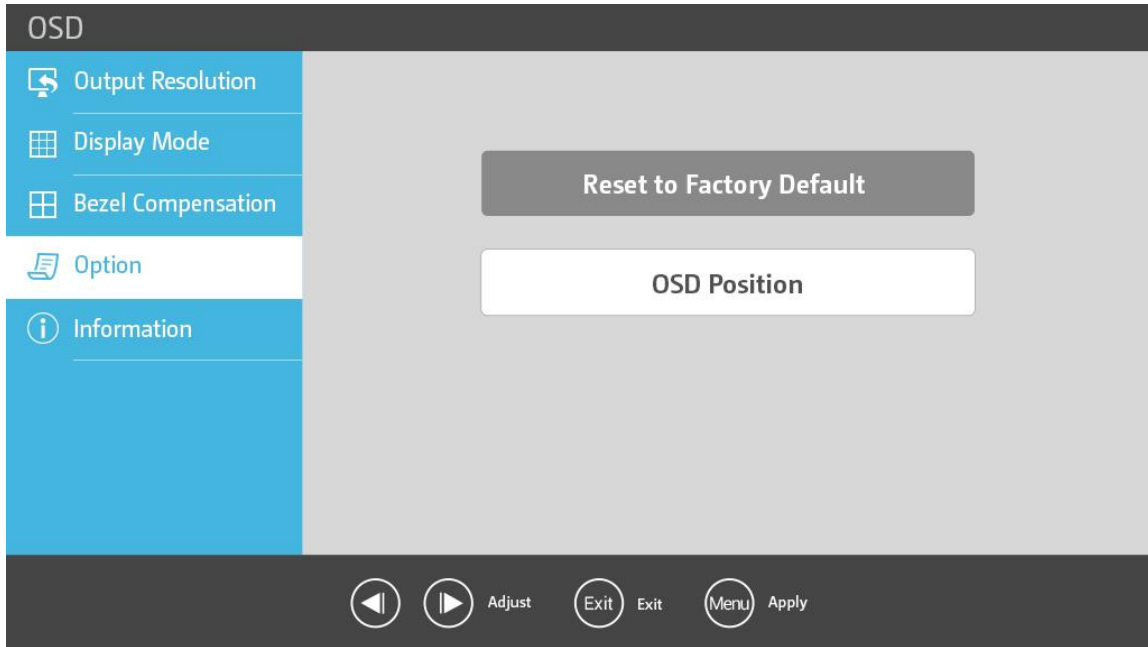 OSD
Output Resolution
Display Mode
Bezel Compensation
Option
Information
Reset to Factory Default
OSD Position
Adjust
Exit
Exit
Menu
Apply